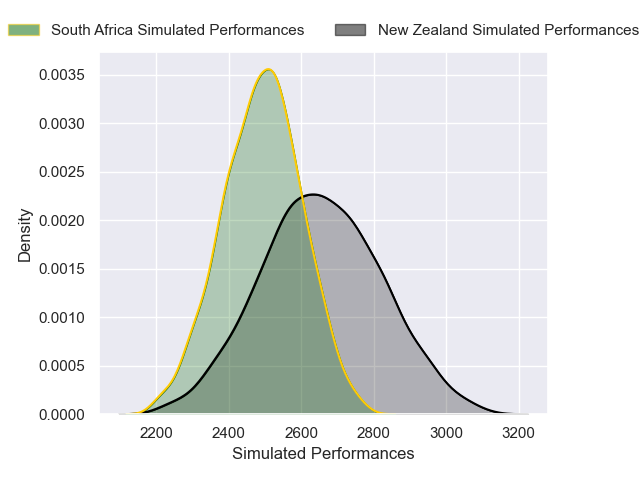 South Africa Simulated Performances New Zealand Simulated Performances
0.0035
0.0030
0.0025
0.0020
0.0015
0.0010
0.0005
0.0000
Density
2200 2400 2600 2800 3000 3200
Simulated Performances